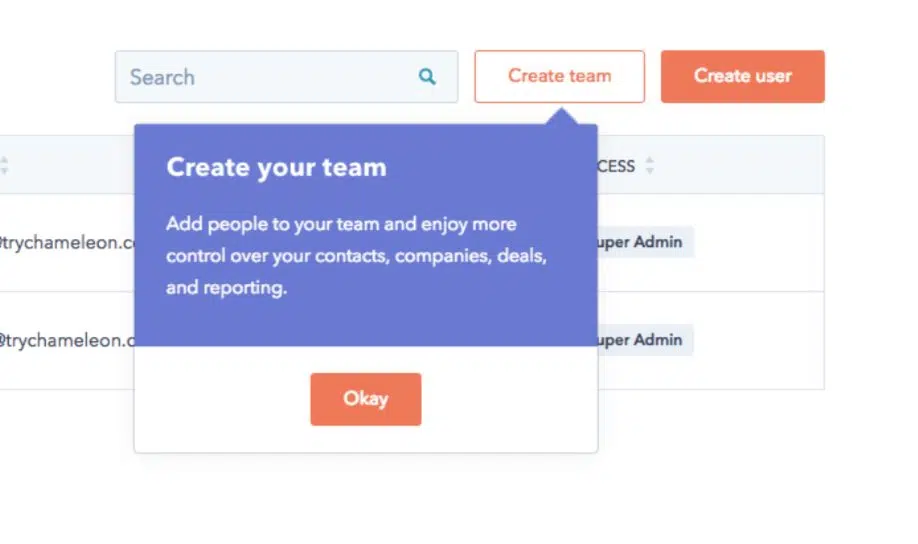 Search
Create team
Create user
Create your team
CESS
Add people to your team and enjoy more
control over your contacts, companies, deals,
and reporting.
@trychameleon.c
uper Admin
@trychameleon.c
uper Admin
Okay